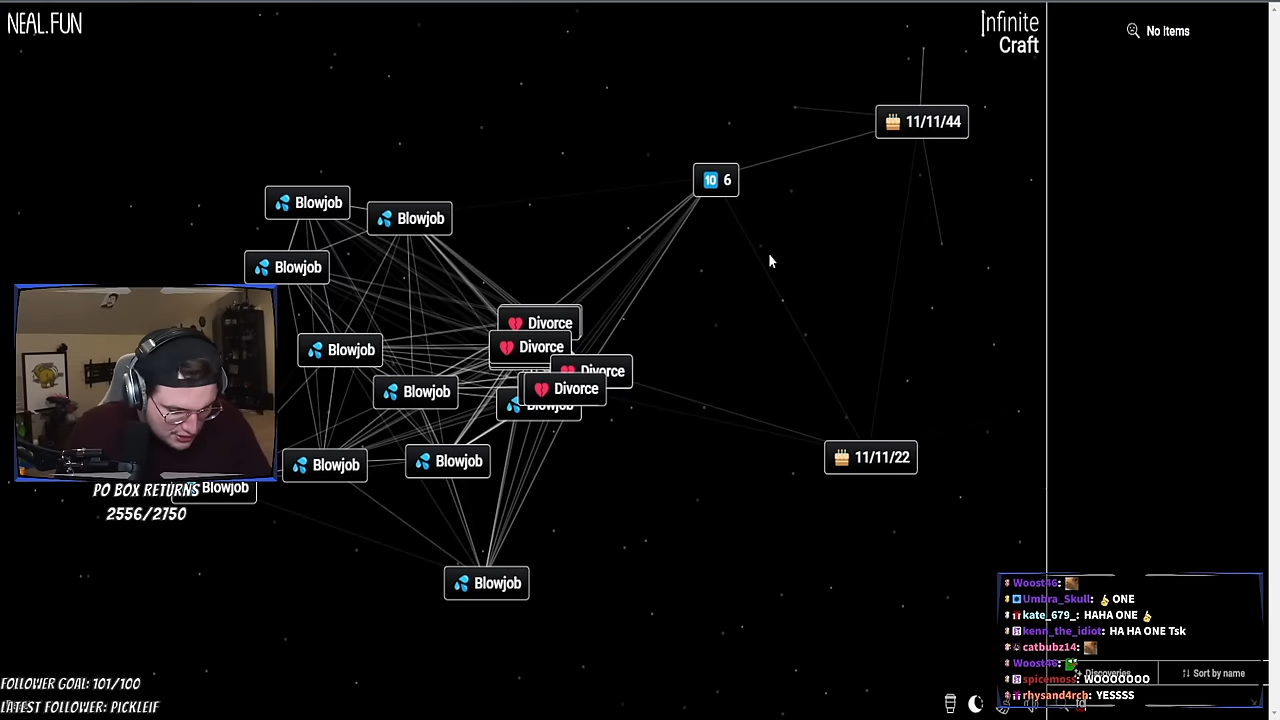 NEAL.FUN
Infinite
Craft
No Items
11/11/44
10 6
Blowjob
Blowjob
Blowjob
Divorce
Divorce
Blowjob
Divorce
Divorce
Blowjob
Blowjob
11/11/22
Blowjob
Blowjob
Blowjob
PO BOX RETURNS
2556/2750
Blowjob
Woost46:
Umbra_Skull: ONE
kate_679_: HAHA ONE
kenn_the_idiot: HA HA ONE Tsk
catbubz14:
Woost46:
Discoveries
Sort by name
spicemoss: WOOOOOOO
rhysand4rch: YESSSS
FOLLOWER GOAL: 101/100
LATEST FOLLOWER: PICKLEIF